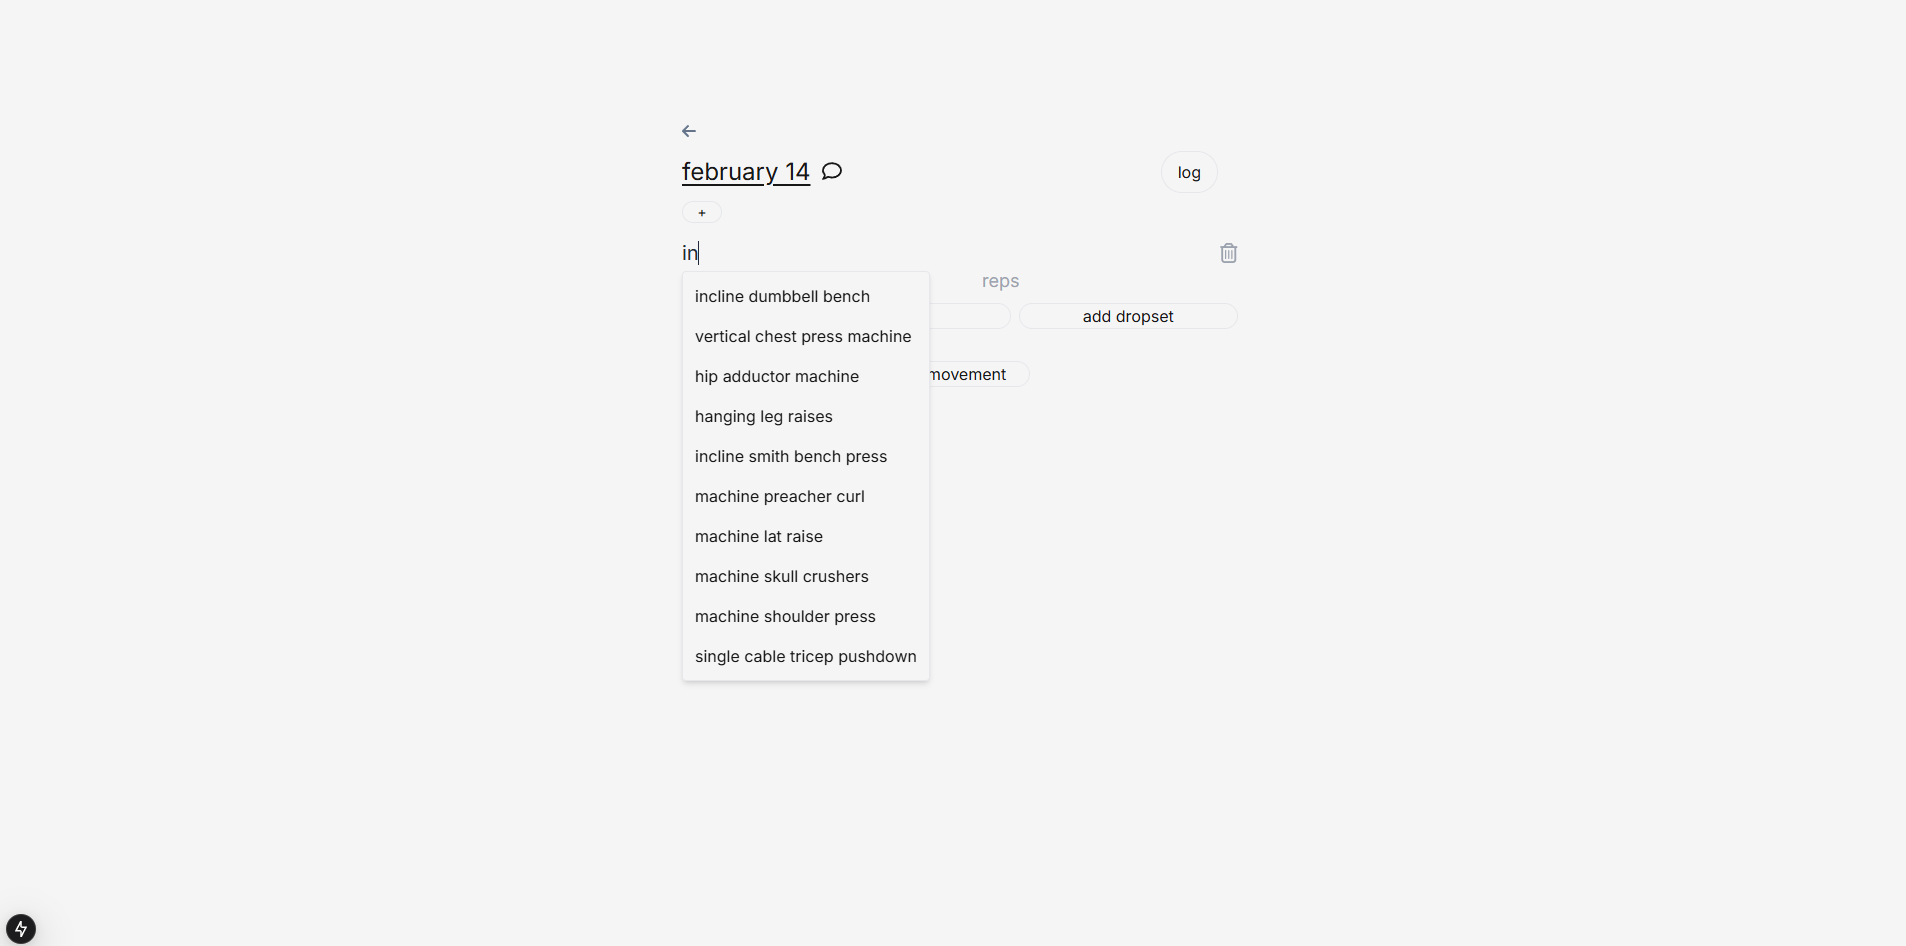 february 14
log
+
in
reps
incline dumbbell bench
add dropset
vertical chest press machine
hip adductor machine
movement
hanging leg raises
incline smith bench press
machine preacher curl
machine lat raise
machine skull crushers
machine shoulder press
single cable tricep pushdown